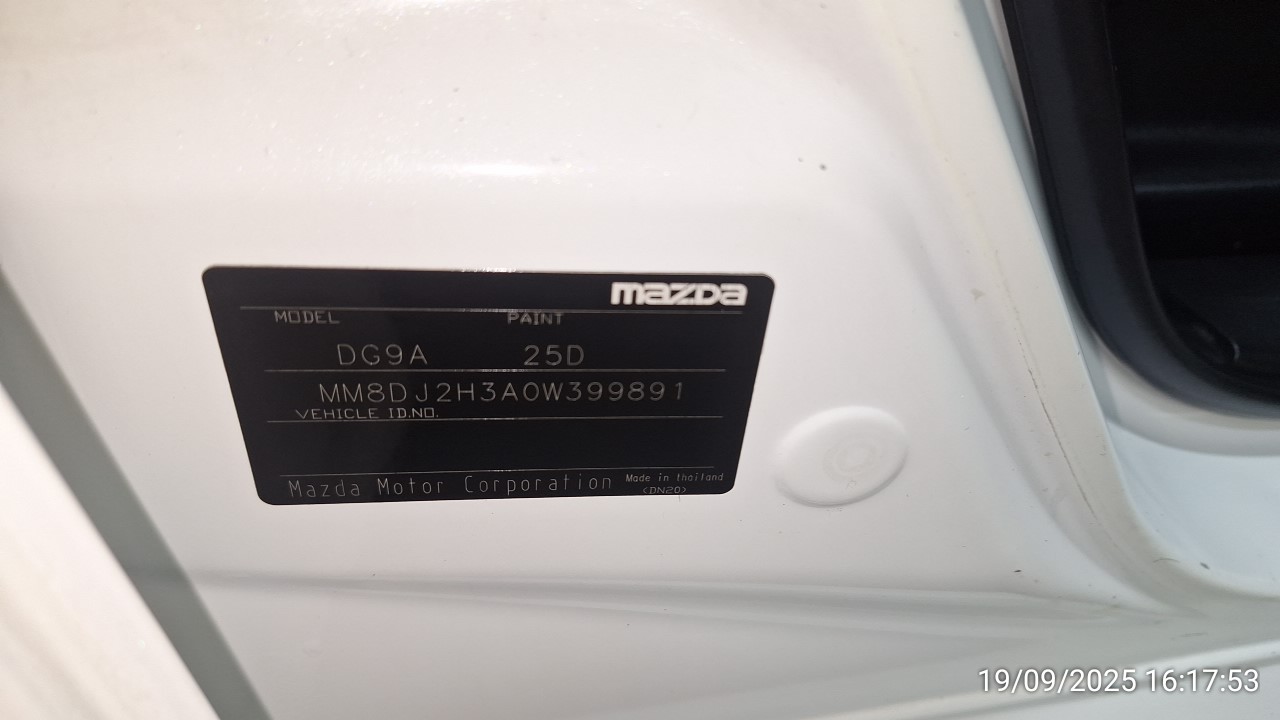 mazda
MODEL PAINT
DG9A 25D
MM8DJ2H3A0W399891
VEHICLE ID.NO.
Mazda Motor Corporation Made in thailand
<DN20>
19/09/2025 16:17:53